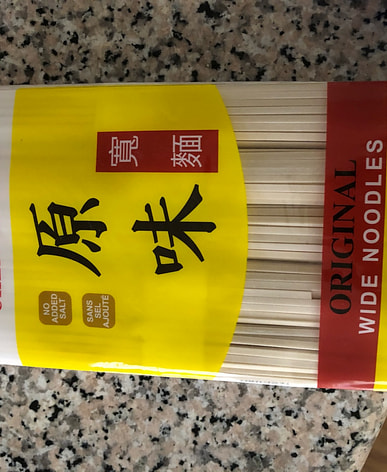 寬麵
原味
NO
ADDED
SALT
SANS
SEL
AJOUTÉ
ORIGINAL
WIDE NOODLES